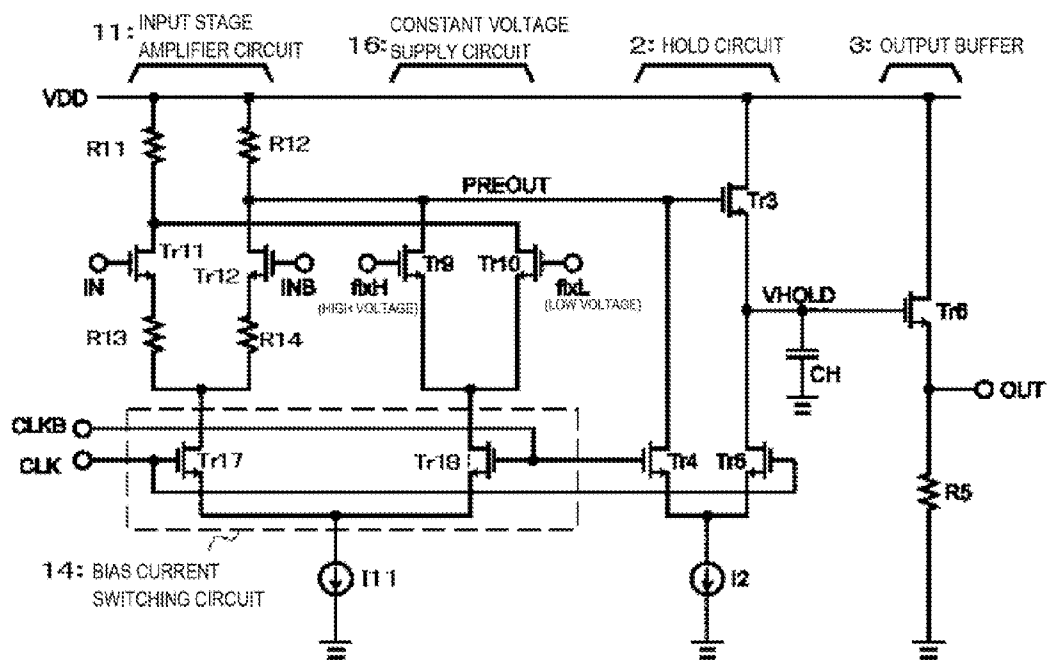 11: INPUT STAGE
AMPLIFIER CIRCUIT
16: CONSTANT VOLTAGE
SUPPLY CIRCUIT
2: HOLD CIRCUIT
3: OUTPUT BUFFER
VDD
R11
R12
PREOUT
Tr3
Tr11
Tr12
Tr9
Tr10
IN
INB
fixH
(HIGH VOLTAGE)
fixL
(LOW VOLTAGE)
VHOLD
Tr6
R13
R14
CH
OUT
CLKB
CLK
Tr17
Tr18
Tr4
Tr5
R5
14: BIAS CURRENT
SWITCHING CIRCUIT
I11
I2